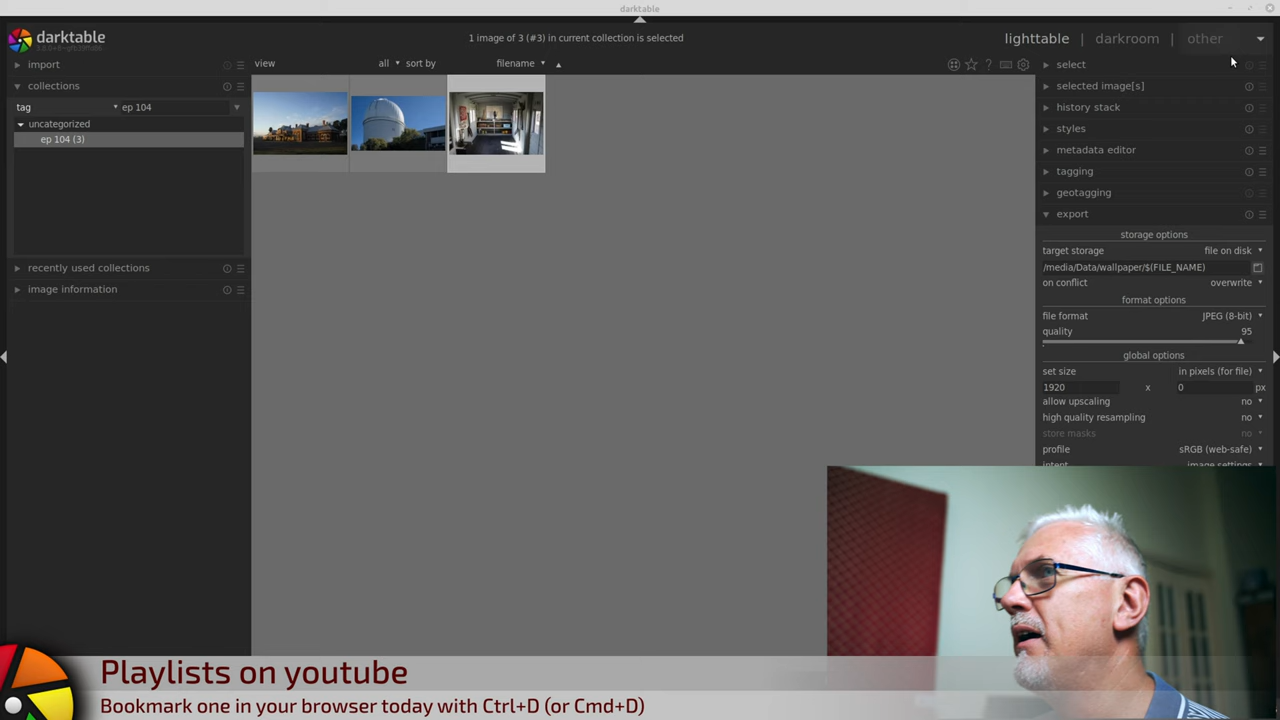 darktable
darktable
1 image of 3 (#3) in current collection is selected
lighttable | darkroom | other
import
view all sort by filename
select
collections
selected image[s]
tag ep 104
history stack
uncategorized
styles
ep 104 (3)
metadata editor
tagging
geotagging
export
storage options
target storage file on disk
recently used collections
/media/Data/wallpaper/$(FILE_NAME)
on conflict overwrite
image information
format options
file format JPEG (8-bit)
quality 95
global options
set size in pixels (for file)
1920 x 0 px
allow upscaling no
high quality resampling no
store masks no
profile sRGB (web-safe)
intent image settings
Playlists on youtube
Bookmark one in your browser today with Ctrl+D (or Cmd+D)